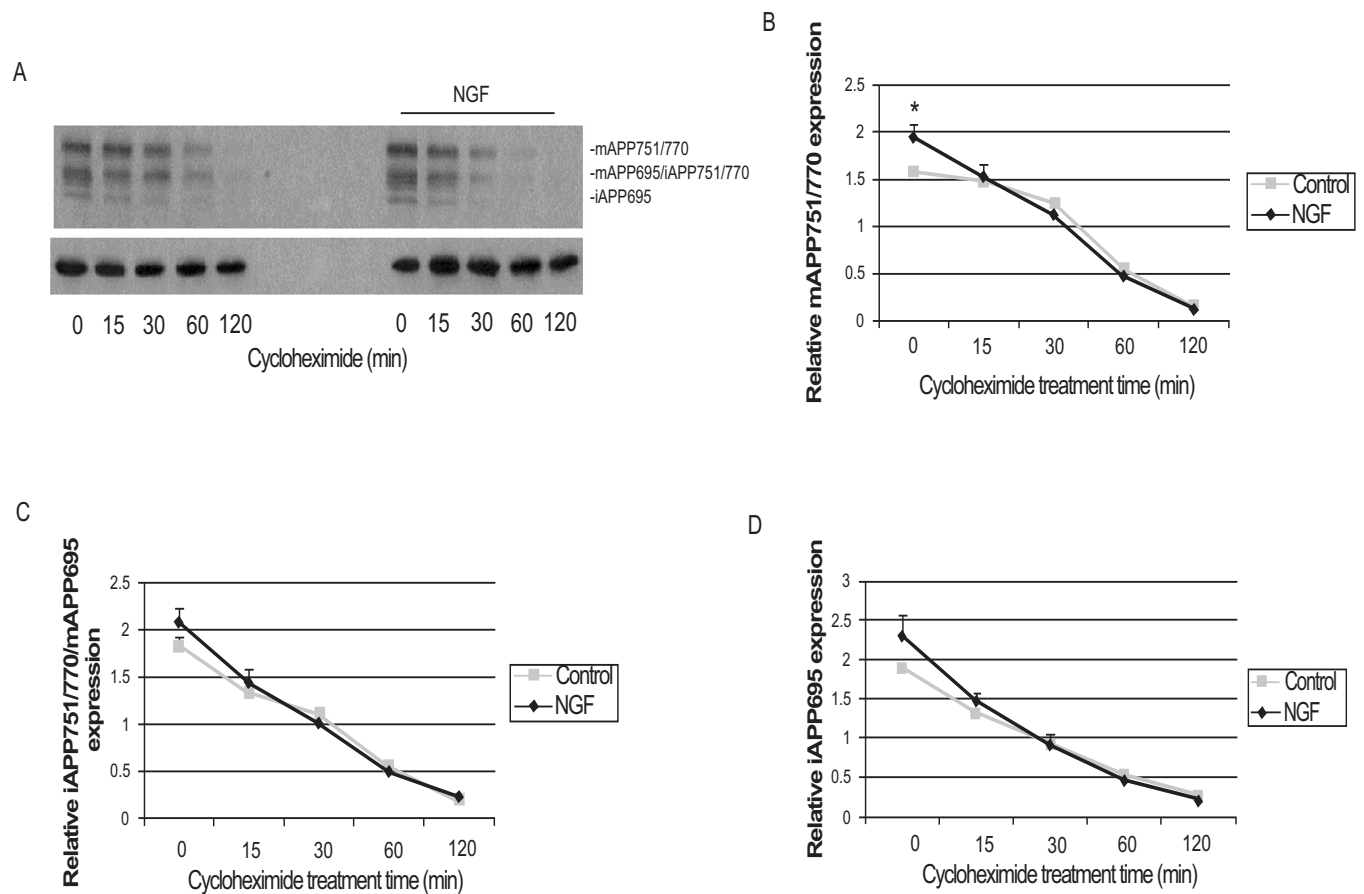 A
NGF
-mAPP751/770
-mAPP695/iAPP751/770
-iAPP695
0 15 30 60 120 0 15 30 60 120
Cycloheximide (min)
B
Relative mAPP751/770 expression
2.5
2
1.5
1
0.5
0
*
0 15 30 60 120
Cycloheximide treatment time (min)
Control
NGF
C
Relative iAPP751/770/mAPP695
expression
2.5
2
1.5
1
0.5
0
0 15 30 60 120
Cycloheximide treatment time (min)
Control
NGF
D
Relative iAPP695 expression
3
2.5
2
1.5
1
0.5
0
0 15 30 60 120
Cycloheximide treatment time (min)
Control
NGF